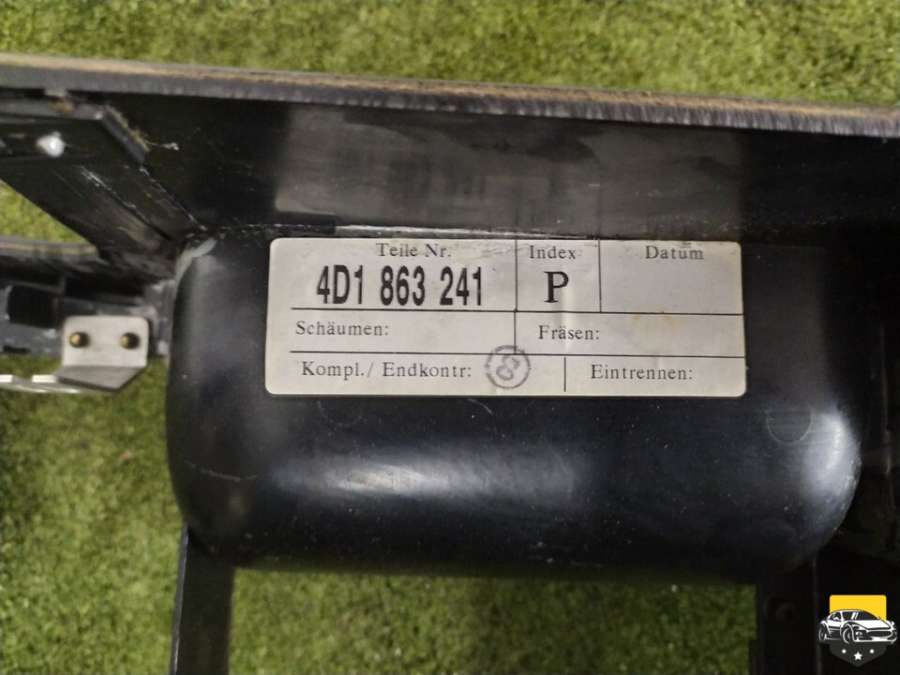 Teile Nr. Index Datum
4D1 863 241 P
Schäumen: Fräsen:
Kompl./ Endkontr: Eintrennen: